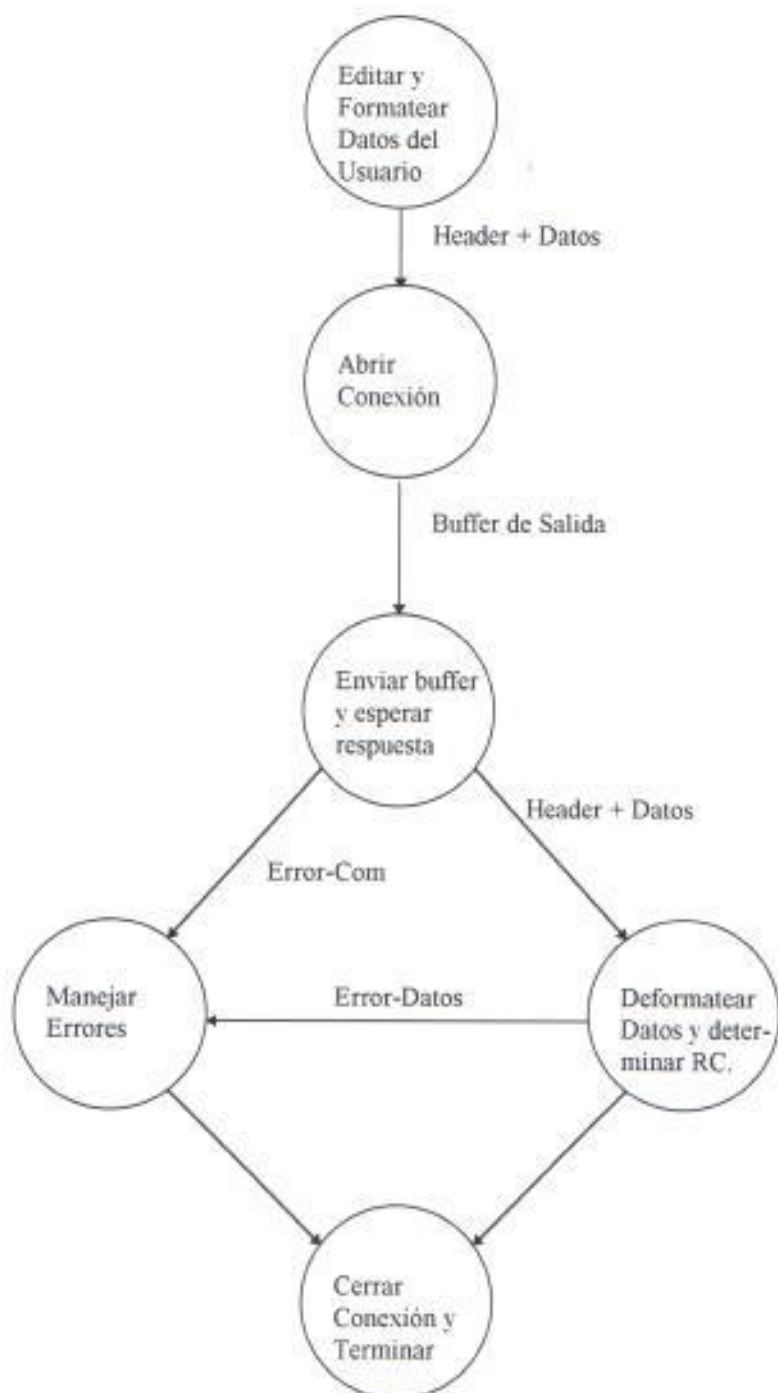 Editar y
Formatear
Datos del
Usuario
Header + Datos
Abrir
Conexión
Buffer de Salida
Enviar buffer
y esperar
respuesta
Header + Datos
Error-Com
Manejar
Errores
Error-Datos
Deformatear
Datos y deter-
minar RC.
Cerrar
Conexión y
Terminar